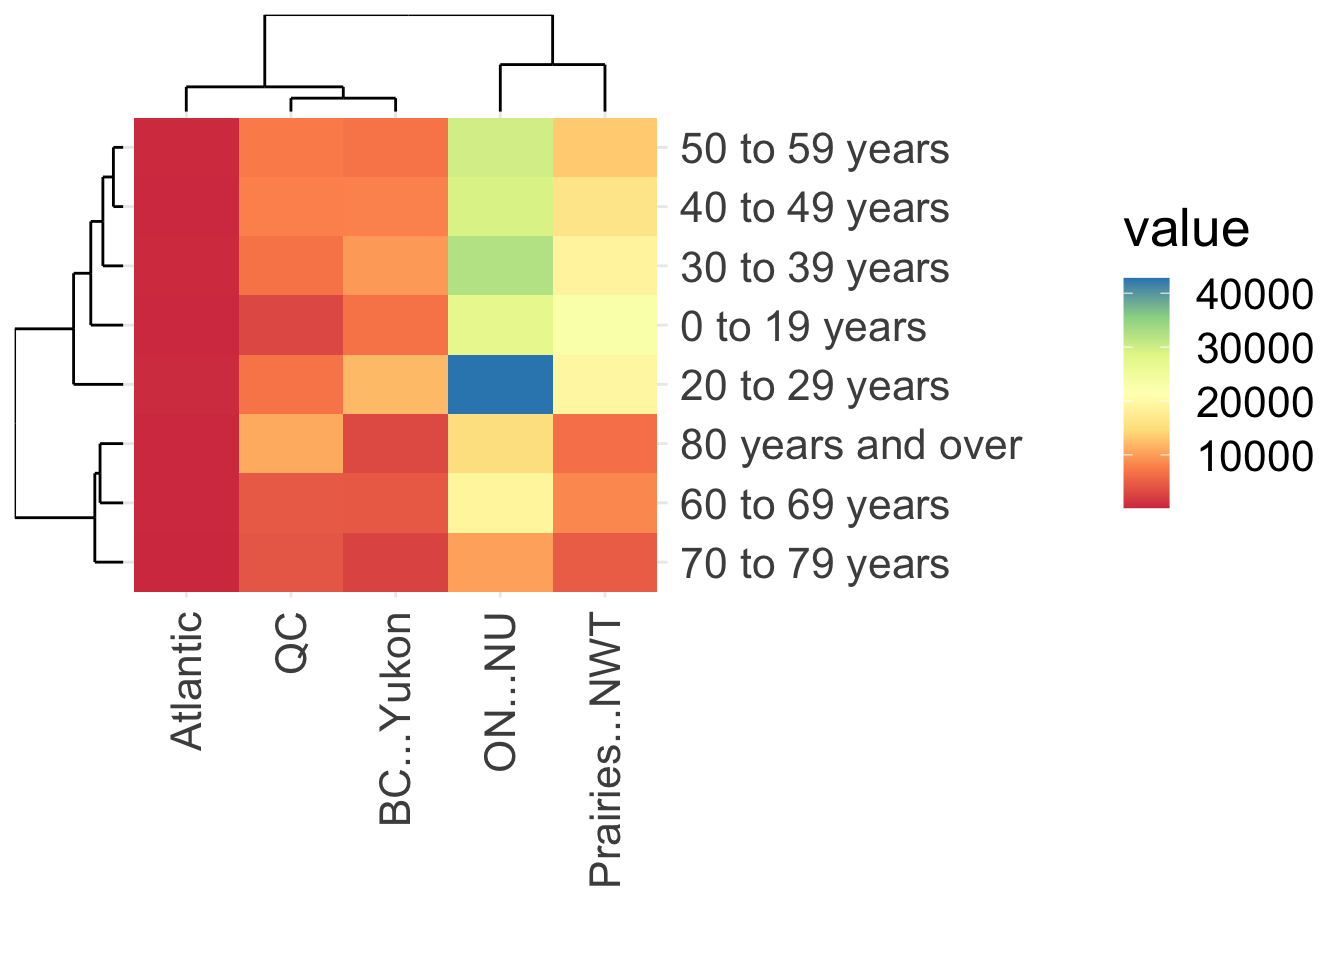 50 to 59 years
40 to 49 years
30 to 39 years
0 to 19 years
20 to 29 years
80 years and over
60 to 69 years
70 to 79 years
Atlantic
QC
BC...Yukon
ON...NU
Prairies...NWT
value
40000
30000
20000
10000